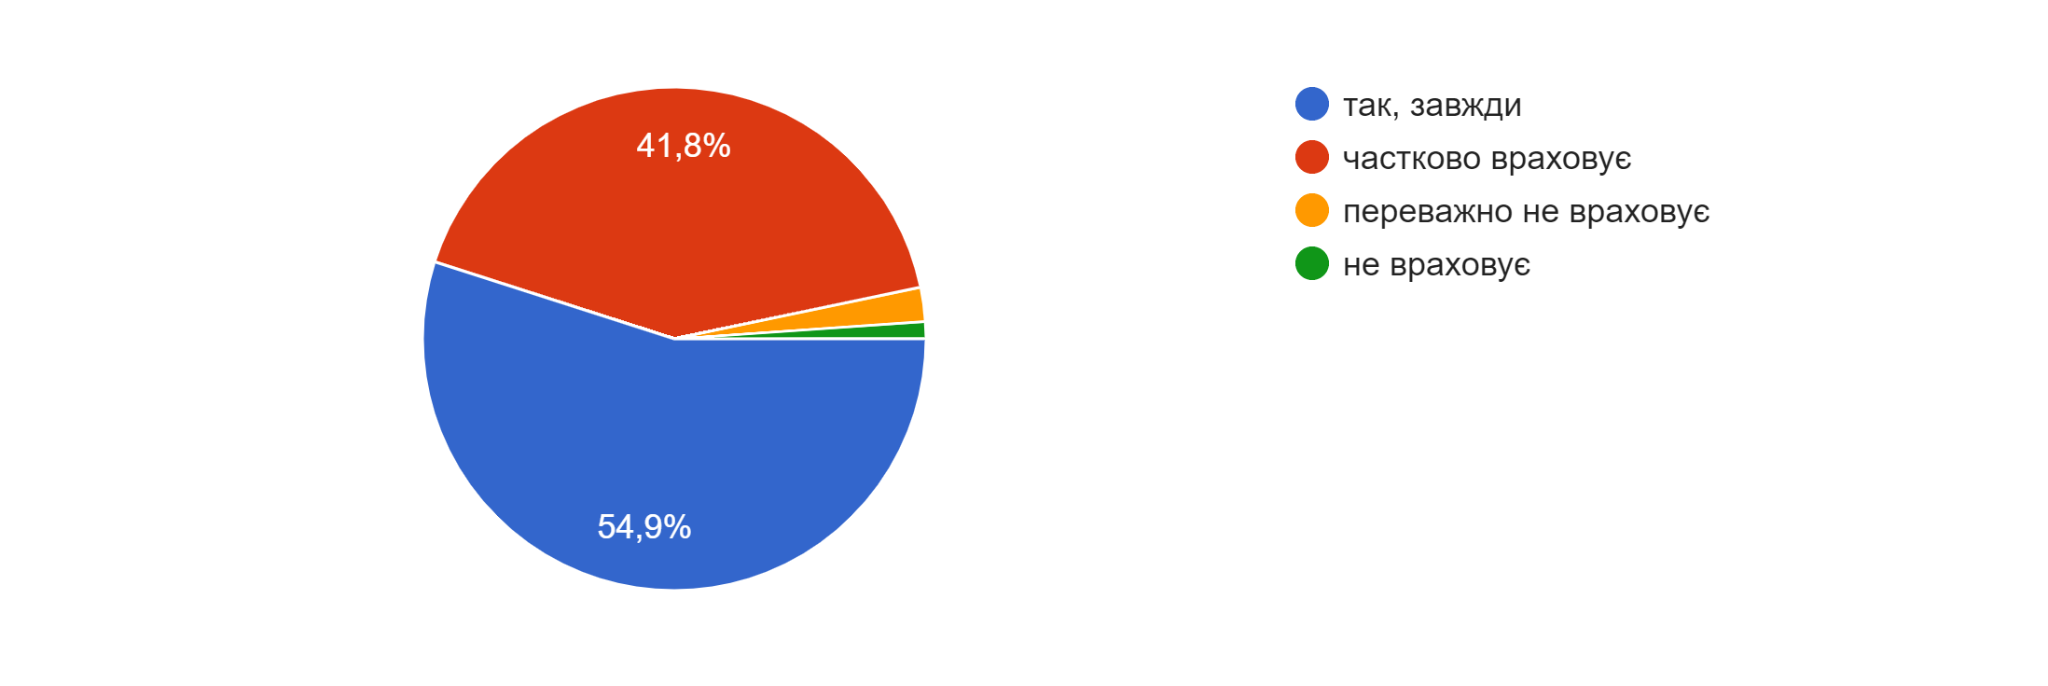 41,8%
54,9%
так, завжди
частково враховує
переважно не враховує
не враховує